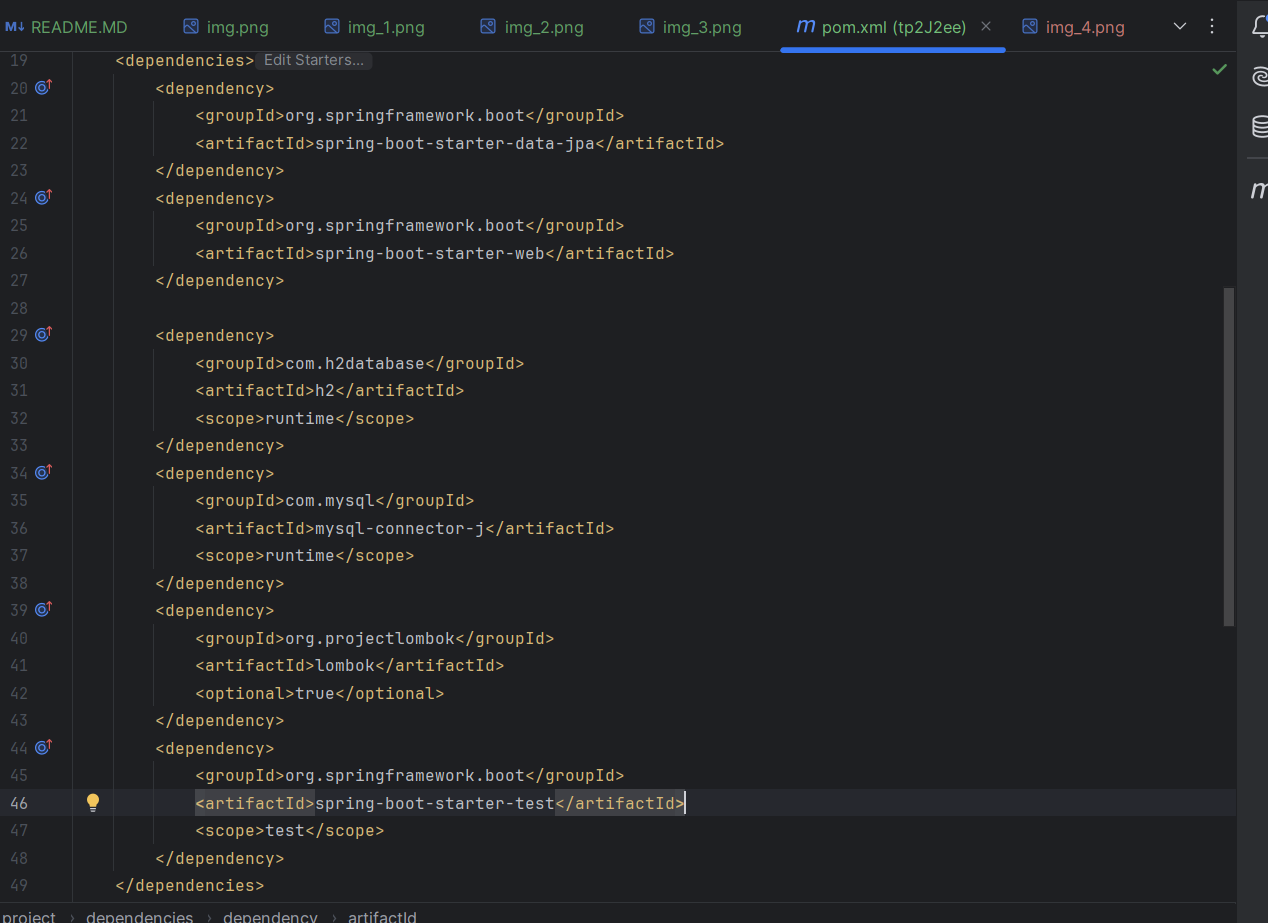 M↓ README.MD img.png img_1.png img_2.png img_3.png m pom.xml (tp2J2ee) img_4.png
19 <dependencies> Edit Starters...
20 <dependency>
21 <groupId>org.springframework.boot</groupId>
22 <artifactId>spring-boot-starter-data-jpa</artifactId>
23 </dependency>
24 <dependency>
25 <groupId>org.springframework.boot</groupId>
26 <artifactId>spring-boot-starter-web</artifactId>
27 </dependency>
28
29 <dependency>
30 <groupId>com.h2database</groupId>
31 <artifactId>h2</artifactId>
32 <scope>runtime</scope>
33 </dependency>
34 <dependency>
35 <groupId>com.mysql</groupId>
36 <artifactId>mysql-connector-j</artifactId>
37 <scope>runtime</scope>
38 </dependency>
39 <dependency>
40 <groupId>org.projectlombok</groupId>
41 <artifactId>lombok</artifactId>
42 <optional>true</optional>
43 </dependency>
44 <dependency>
45 <groupId>org.springframework.boot</groupId>
46 <artifactId>spring-boot-starter-test</artifactId>
47 <scope>test</scope>
48 </dependency>
49 </dependencies>
project › dependencies › dependency › artifactId